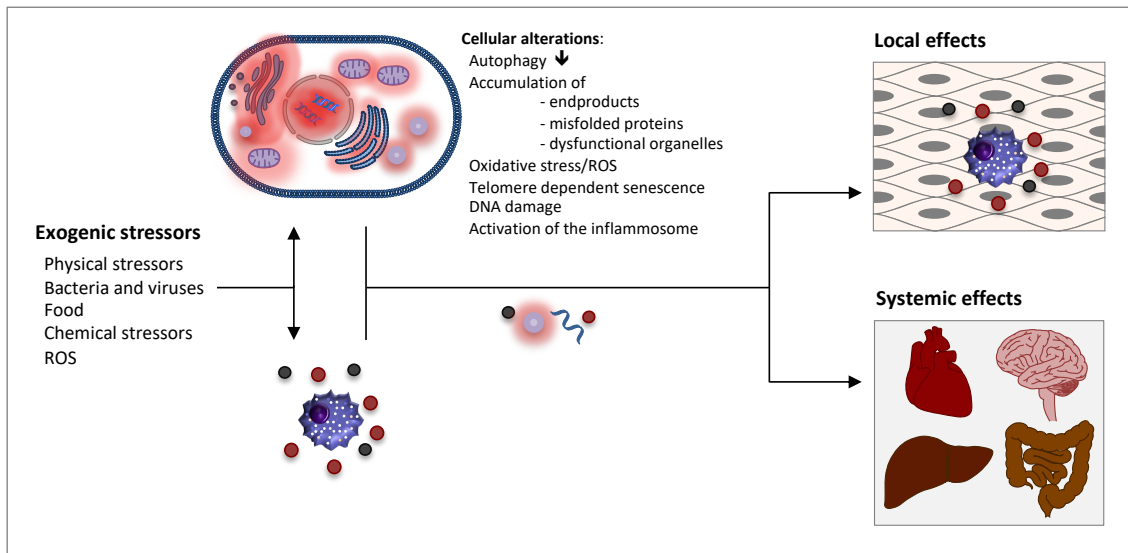 Cellular alterations:
Autophagy 🡻
Accumulation of
- endproducts
- misfolded proteins
- dysfunctional organelles
Oxidative stress/ROS
Telomere dependent senescence
DNA damage
Activation of the inflammosome
Exogenic stressors
Physical stressors
Bacteria and viruses
Food
Chemical stressors
ROS
Local effects
Systemic effects